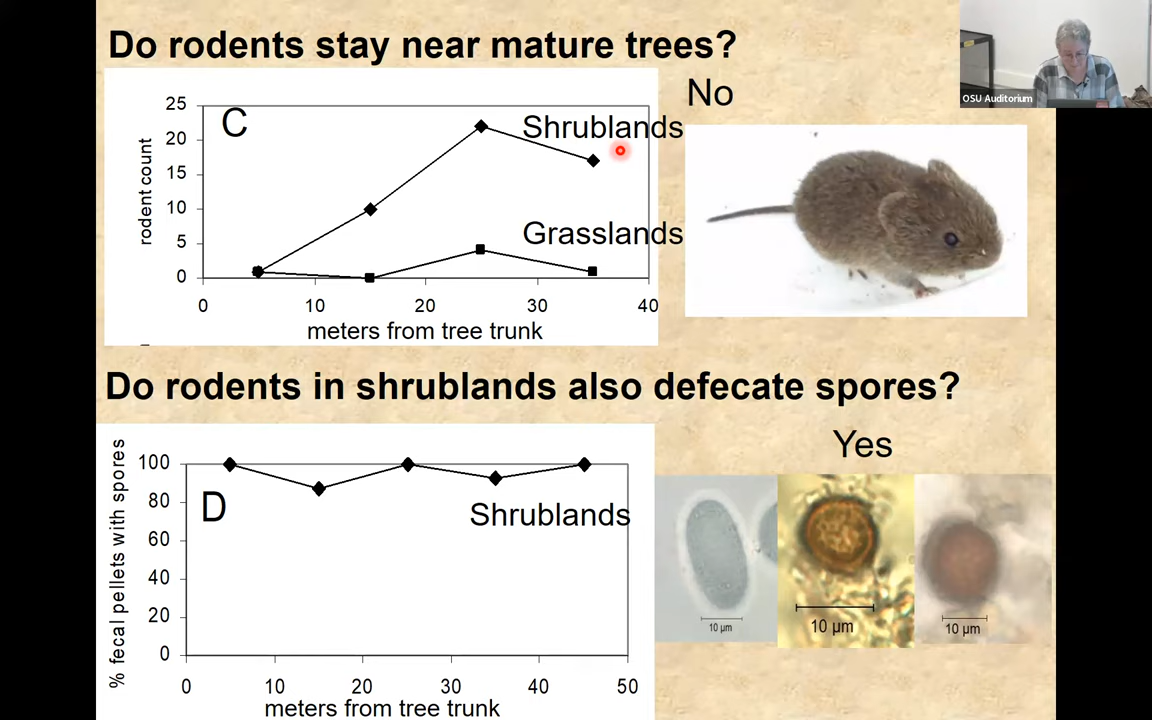 Do rodents stay near mature trees?
OSU Auditorium
No
C
25
20
15
10
5
0
rodent count
Shrublands
Grasslands
0 10 20 30 40
meters from tree trunk
Do rodents in shrublands also defecate spores?
Yes
D
100
80
60
40
20
0
% fecal pellets with spores
Shrublands
0 10 20 30 40 50
meters from tree trunk
10 µm
10 µm
10 µm